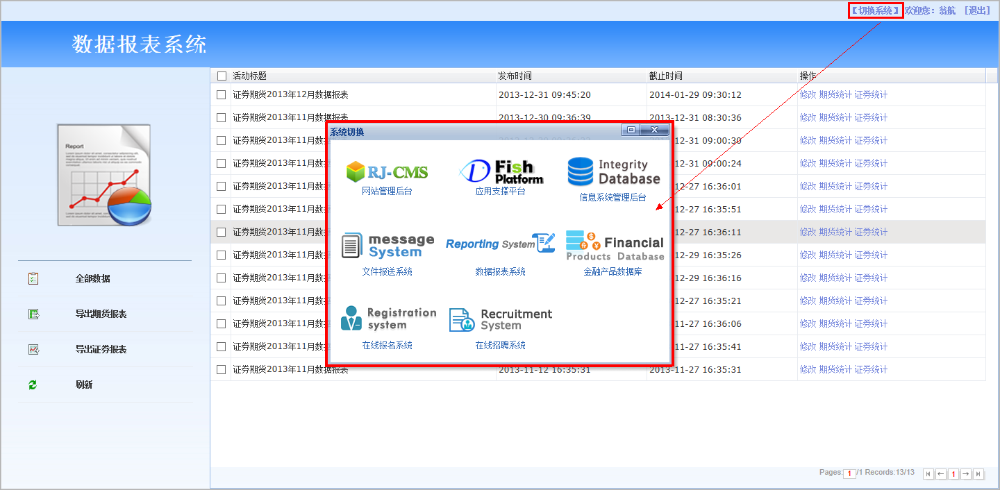 【切换系统】 欢迎您：翁航 [退出]
数据报表系统
活动标题 发布时间 截止时间 操作
证券期货2013年12月数据报表 2013-12-31 09:45:20 2014-01-29 09:30:12 修改 期货统计 证券统计
证券期货2013年11月数据报表 2013-12-30 09:36:39 2013-12-31 08:30:36 修改 期货统计 证券统计
证券期货2013年11月数 12-31 09:00:30 修改 期货统计 证券统计
证券期货2013年11月数 12-31 09:00:24 修改 期货统计 证券统计
证券期货2013年11月数 12-27 16:36:01 修改 期货统计 证券统计
证券期货2013年11月数 12-27 16:35:51 修改 期货统计 证券统计
证券期货2013年11月数 12-27 16:36:11 修改 期货统计 证券统计
证券期货2013年11月数 12-29 16:35:26 修改 期货统计 证券统计
证券期货2013年11月数 12-29 16:36:16 修改 期货统计 证券统计
证券期货2013年11月数 12-27 16:35:21 修改 期货统计 证券统计
证券期货2013年11月数 11-27 16:36:06 修改 期货统计 证券统计
证券期货2013年11月数 11-27 16:35:41 修改 期货统计 证券统计
证券期货2013年11月数据报表 2013-11-12 16:35:31 2013-11-27 16:35:31 修改 期货统计 证券统计
Report
全部数据
导出期货报表
导出证券报表
刷新
系统切换
RJ-CMS
网站管理后台
Fish
Platform
应用支撑平台
Integrity
Database
信息系统管理后台
message
System
文件报送系统
Reporting System
数据报表系统
Financial
Products Database
金融产品数据库
Registration
system
在线报名系统
Recruitment
System
在线招聘系统
Pages: 1 /1 Records:13/13 1